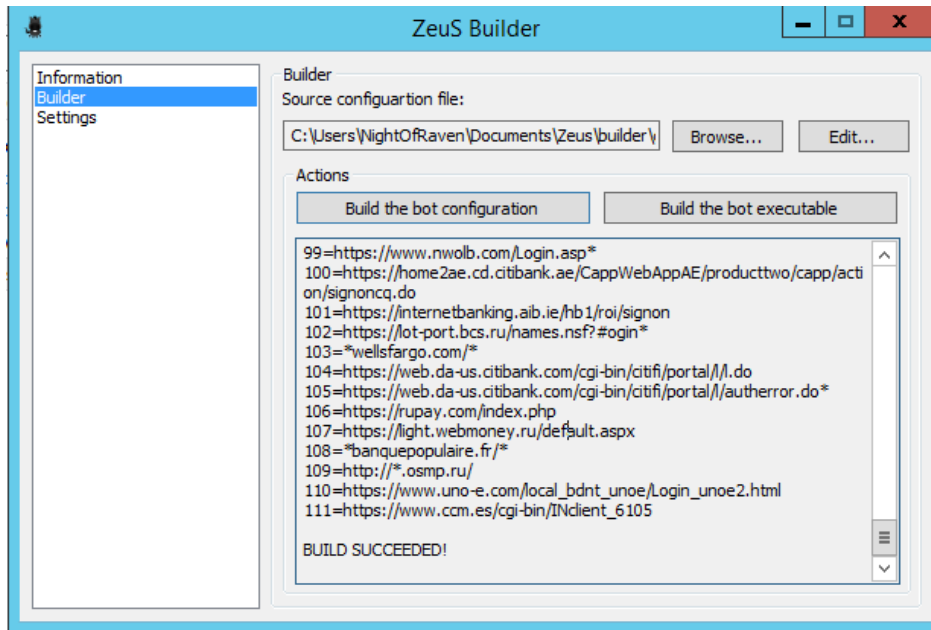 ZeuS Builder
Information
Builder
Settings
Builder
Source configuartion file:
C:\Users\NightOfRaven\Documents\Zeus\builder\
Browse...
Edit...
Actions
Build the bot configuration
Build the bot executable
99=https://www.nwolb.com/Login.asp*
100=https://home2ae.cd.citibank.ae/CappWebAppAE/producttwo/capp/acti
on/signoncq.do
101=https://internetbanking.aib.ie/hb1/roi/signon
102=https://lot-port.bcs.ru/names.nsf?#ogin*
103=*wellsfargo.com/*
104=https://web.da-us.citibank.com/cgi-bin/citifi/portal/l/l.do
105=https://web.da-us.citibank.com/cgi-bin/citifi/portal/l/autherror.do*
106=https://rupay.com/index.php
107=https://light.webmoney.ru/default.aspx
108=*banquepopulaire.fr/*
109=http://*.osmp.ru/
110=https://www.uno-e.com/local_bdnt_unoe/Login_unoe2.html
111=https://www.ccm.es/cgi-bin/INclient_6105
BUILD SUCCEEDED!